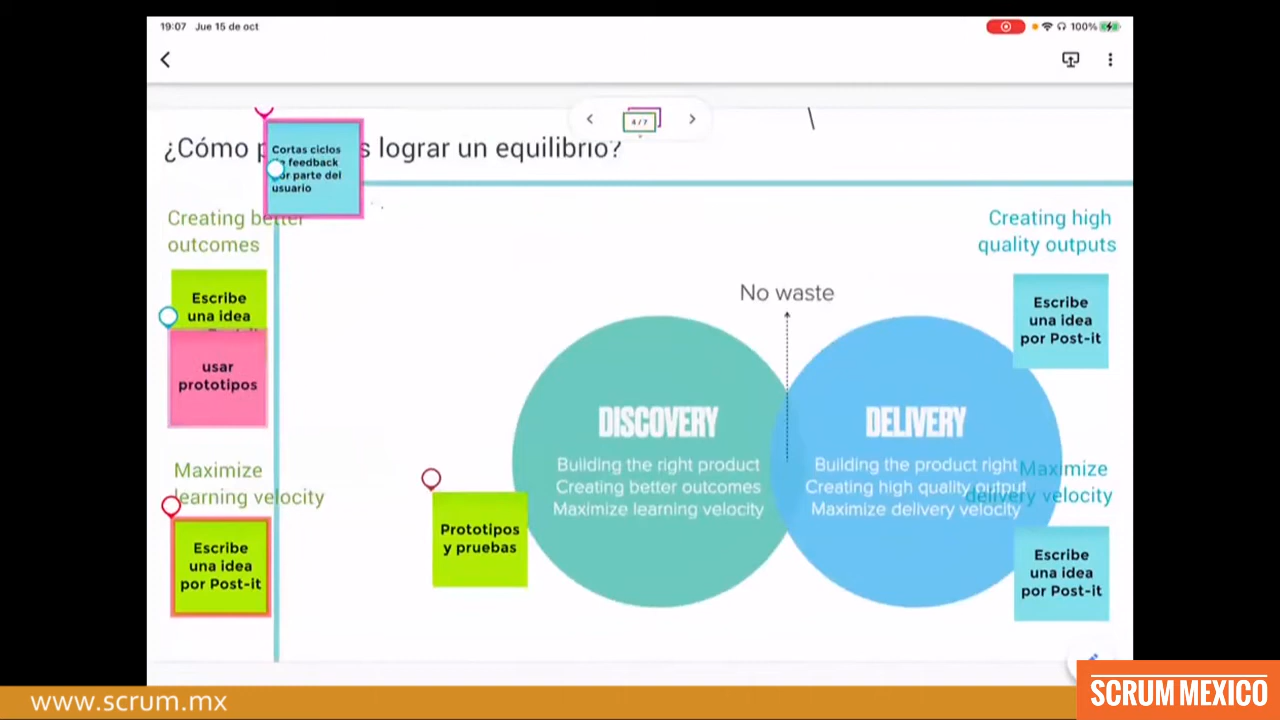 19:07 Jue 15 de oct
100%
4 / 7
¿Cómo p s lograr un equilibrio?
Cortas ciclos
feedback
por parte del
usuario
Creating better
outcomes
Creating high
quality outputs
Escribe
una idea
usar
prototipos
No waste
Escribe
una idea
por Post-it
DISCOVERY
Building the right product
Creating better outcomes
Maximize learning velocity
DELIVERY
Building the product right
Creating high quality output
Maximize delivery velocity
Maximize
learning velocity
Maximize
delivery velocity
Escribe
una idea
por Post-it
Prototipos
y pruebas
Escribe
una idea
por Post-it
www.scrum.mx
SCRUM MEXICO